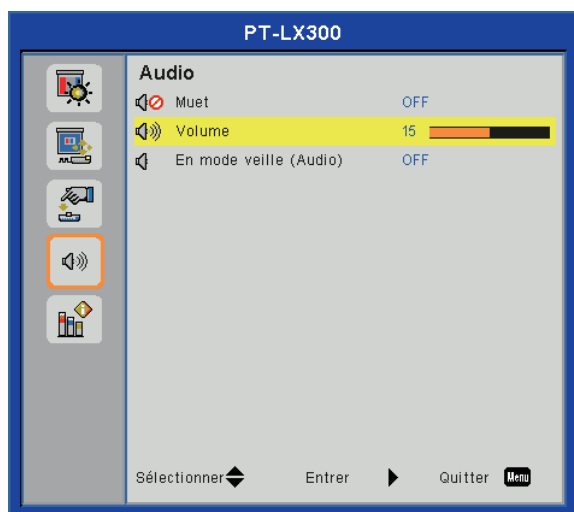 PT-LX300
Audio
Muet OFF
Volume 15
En mode veille (Audio) OFF
Sélectionner Entrer Quitter Menu